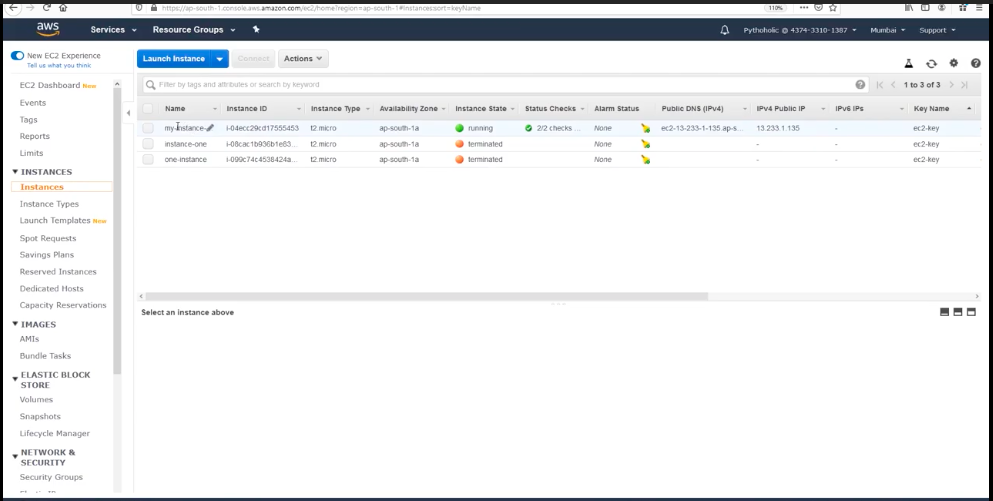 https://ap-south-1.console.aws.amazon.com/ec2/home?region=ap-south-1#Instances:sort=keyName
110%
aws
Services
Resource Groups
Pytholic @ 4374-3310-1387
Mumbai
Support
New EC2 Experience
Tell us what you think
Launch Instance
Connect
Actions
EC2 Dashboard New
Events
Tags
Reports
Limits
INSTANCES
Instances
Instance Types
Launch Templates New
Spot Requests
Savings Plans
Reserved Instances
Dedicated Hosts
Capacity Reservations
IMAGES
AMIs
Bundle Tasks
ELASTIC BLOCK
STORE
Volumes
Snapshots
Lifecycle Manager
NETWORK &
SECURITY
Security Groups
Filter by tags and attributes or search by keyword
1 to 3 of 3
Name Instance ID Instance Type Availability Zone Instance State Status Checks Alarm Status Public DNS (IPv4) IPv4 Public IP IPv6 IPs Key Name
my-instance- i-04ecc29cd17555453 t2.micro ap-south-1a running 2/2 checks ... None ec2-13-233-1-135.ap-s... 13.233.1.135 - ec2-key
instance-one i-08cac1b936b1e63... t2.micro ap-south-1a terminated None - - ec2-key
one-instance i-099c74c4538424a... t2.micro ap-south-1a terminated None - - ec2-key
Select an instance above